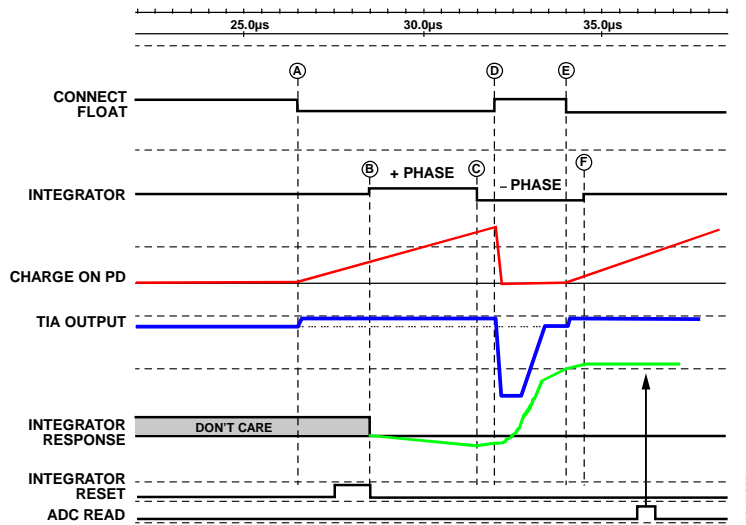 25.0µs 30.0µs 35.0µs
A D E
CONNECT
FLOAT
B + PHASE C – PHASE F
INTEGRATOR
CHARGE ON PD
TIA OUTPUT
INTEGRATOR
RESPONSE
DON'T CARE
INTEGRATOR
RESET
ADC READ